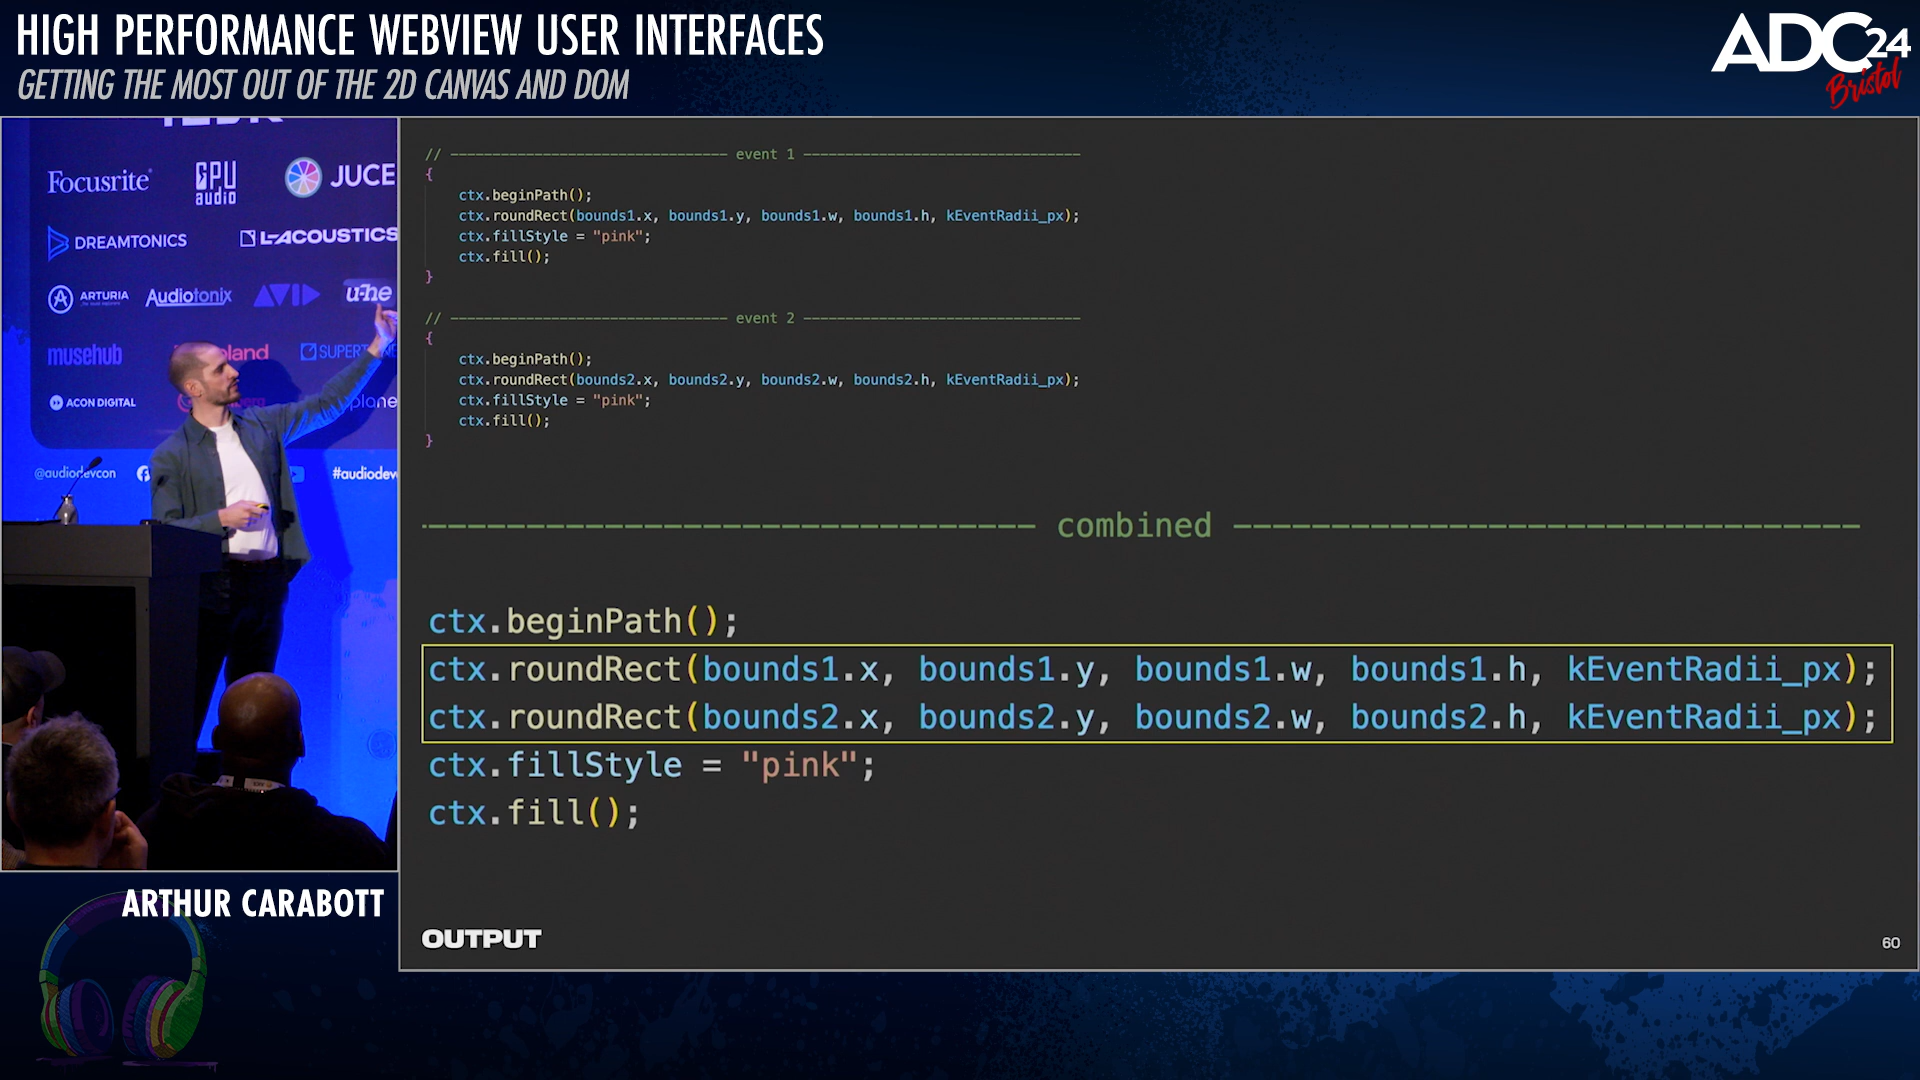 HIGH PERFORMANCE WEBVIEW USER INTERFACES
GETTING THE MOST OUT OF THE 2D CANVAS AND DOM
ADC24
Bristol
Focusrite
GPU audio
JUCE
DREAMTONICS
L-ACOUSTICS
ARTURIA
Audiotonix
AVID
u-he
musehub
oland
SUPERT
ACON DIGITAL
plane
@audiodevcon
#audiodev
// --------------------------------- event 1 ---------------------------------
{
ctx.beginPath();
ctx.roundRect(bounds1.x, bounds1.y, bounds1.w, bounds1.h, kEventRadii_px);
ctx.fillStyle = "pink";
ctx.fill();
}
// --------------------------------- event 2 ---------------------------------
{
ctx.beginPath();
ctx.roundRect(bounds2.x, bounds2.y, bounds2.w, bounds2.h, kEventRadii_px);
ctx.fillStyle = "pink";
ctx.fill();
}
-------------------------------- combined --------------------------------
ctx.beginPath();
ctx.roundRect(bounds1.x, bounds1.y, bounds1.w, bounds1.h, kEventRadii_px);
ctx.roundRect(bounds2.x, bounds2.y, bounds2.w, bounds2.h, kEventRadii_px);
ctx.fillStyle = "pink";
ctx.fill();
OUTPUT
60
ARTHUR CARABOTT